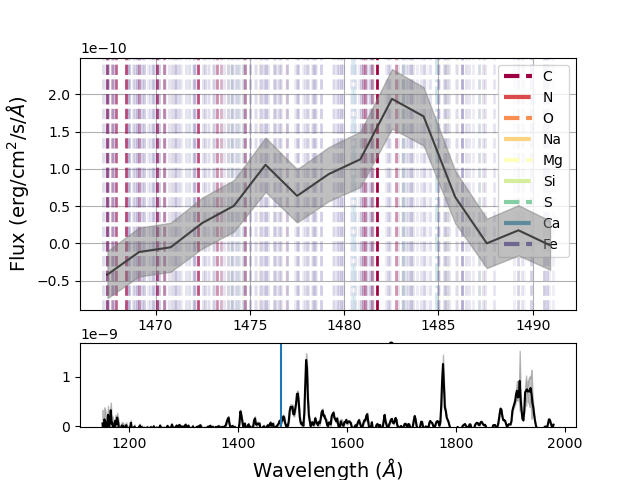 1e−10
Flux (erg/cm²/s/Å)
2.0
1.5
1.0
0.5
0.0
−0.5
C
N
O
Na
Mg
Si
S
Ca
Fe
1470 1475 1480 1485 1490
1e−9
1
0
1200 1400 1600 1800 2000
Wavelength (Å)